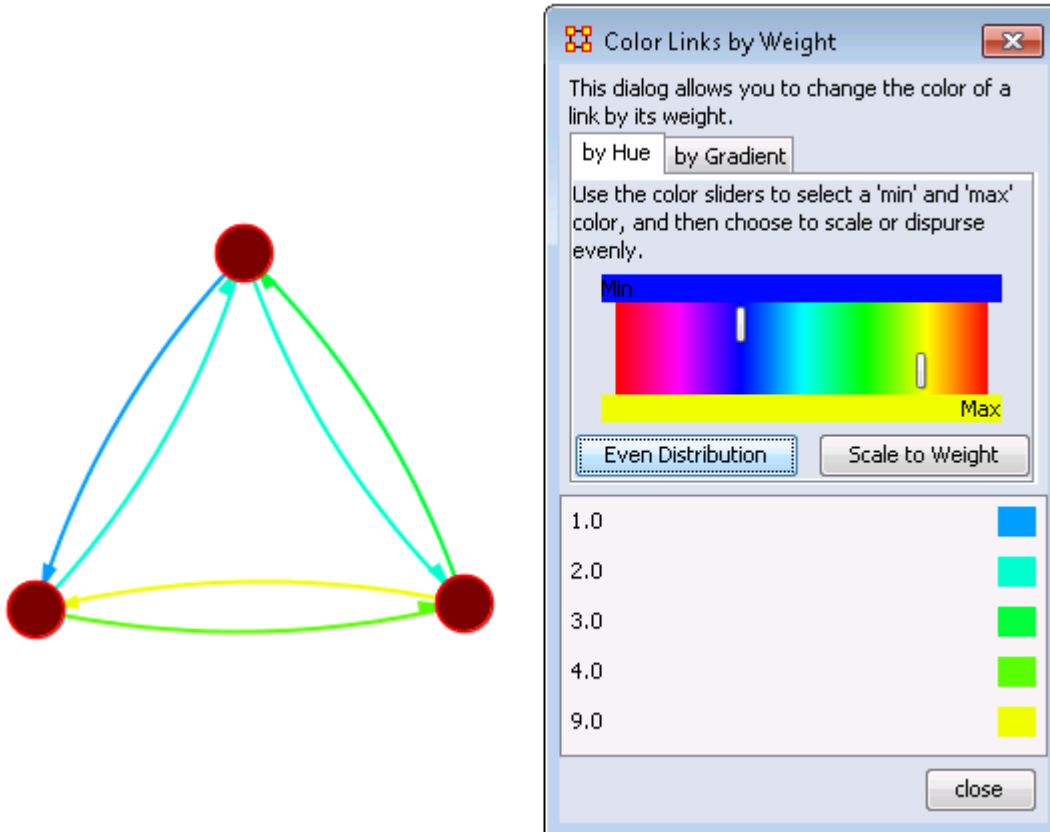 Color Links by Weight
This dialog allows you to change the color of a
link by its weight.
by Hue by Gradient
Use the color sliders to select a 'min' and 'max'
color, and then choose to scale or dispurse
evenly.
Min
Max
Even Distribution Scale to Weight
1.0
2.0
3.0
4.0
9.0
close